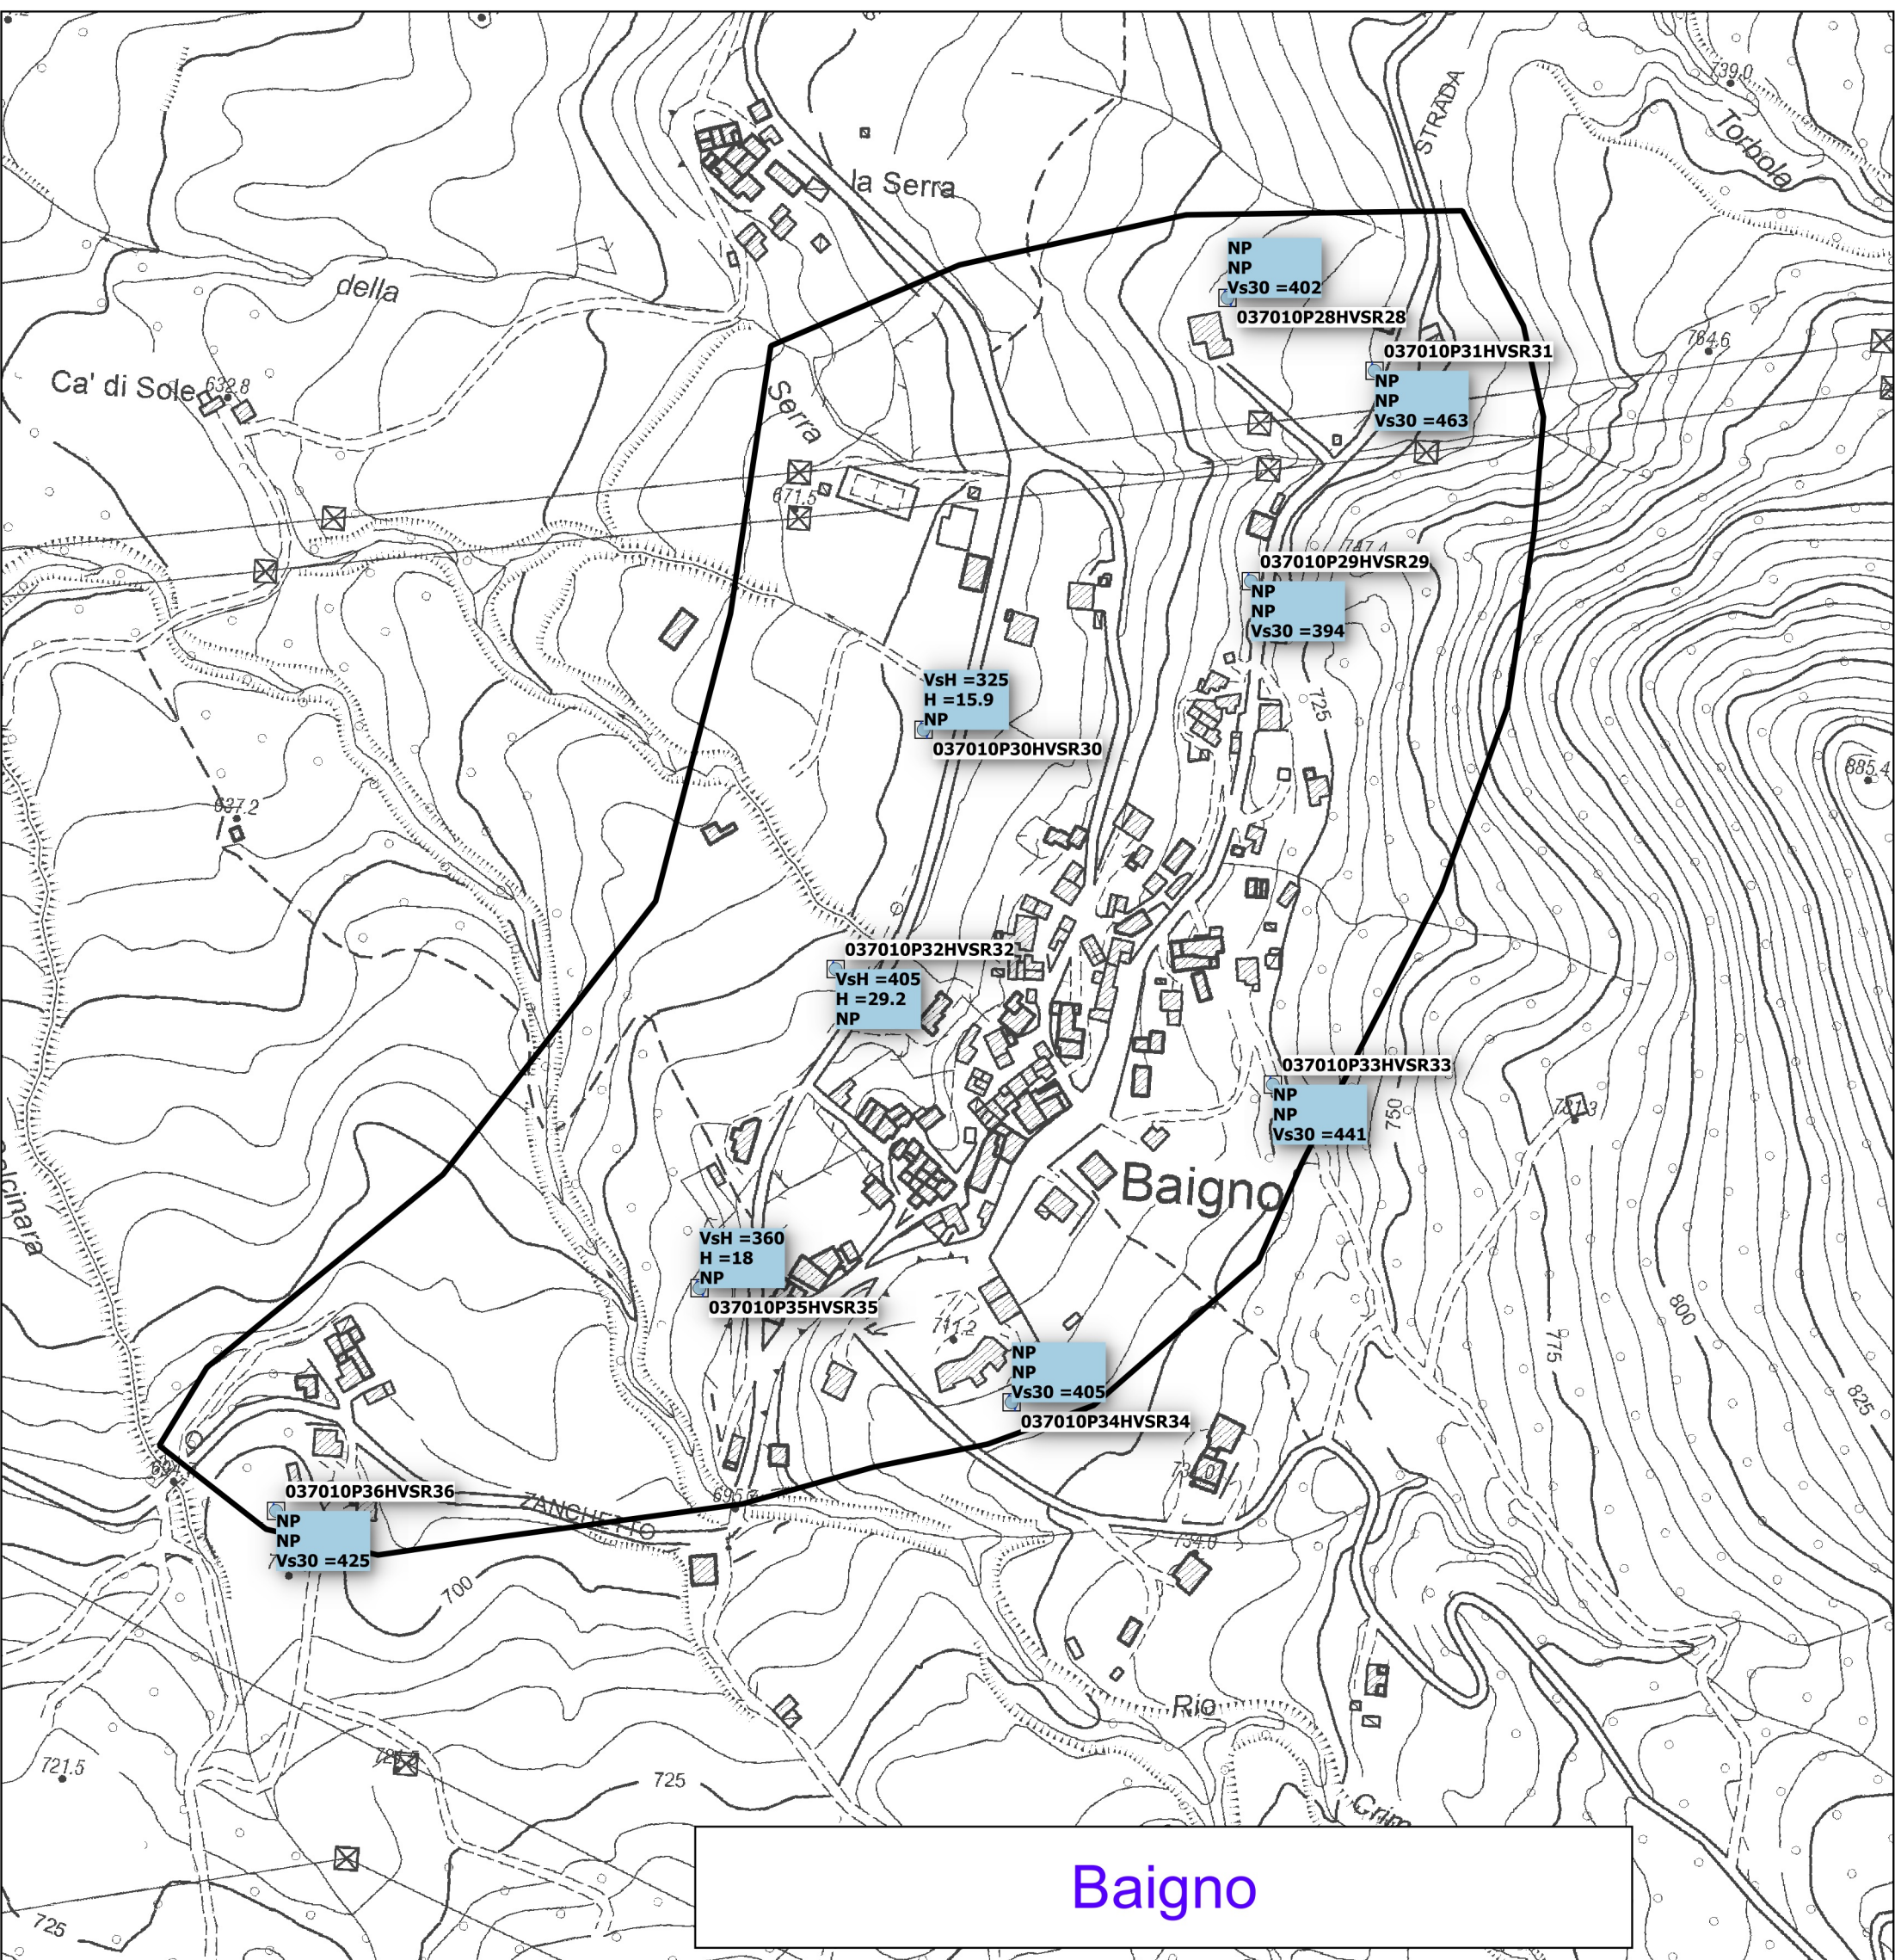 739.0
STRADA
Torbola
la Serra
NP
NP
Vs30 =402
037010P28HVSR28
della
764.6
037010P31HVSR31
NP
NP
Vs30 =463
Ca' di Sole
632.8
Serra
671.5
747.1
037010P29HVSR29
NP
NP
Vs30 =394
VsH =325
H =15.9
NP
037010P30HVSR30
725
885.4
637.2
037010P32HVSR32
VsH =405
H =29.2
NP
037010P33HVSR33
NP
NP
Vs30 =441
750
Baigno
VsH =360
H =18
NP
037010P35HVSR35
711.2
NP
NP
Vs30 =405
037010P34HVSR34
800
775
825
037010P36HVSR36
NP
NP
Vs30 =425
ZANCHETTO
734.0
700
Rio
721.5
725
725
Baigno